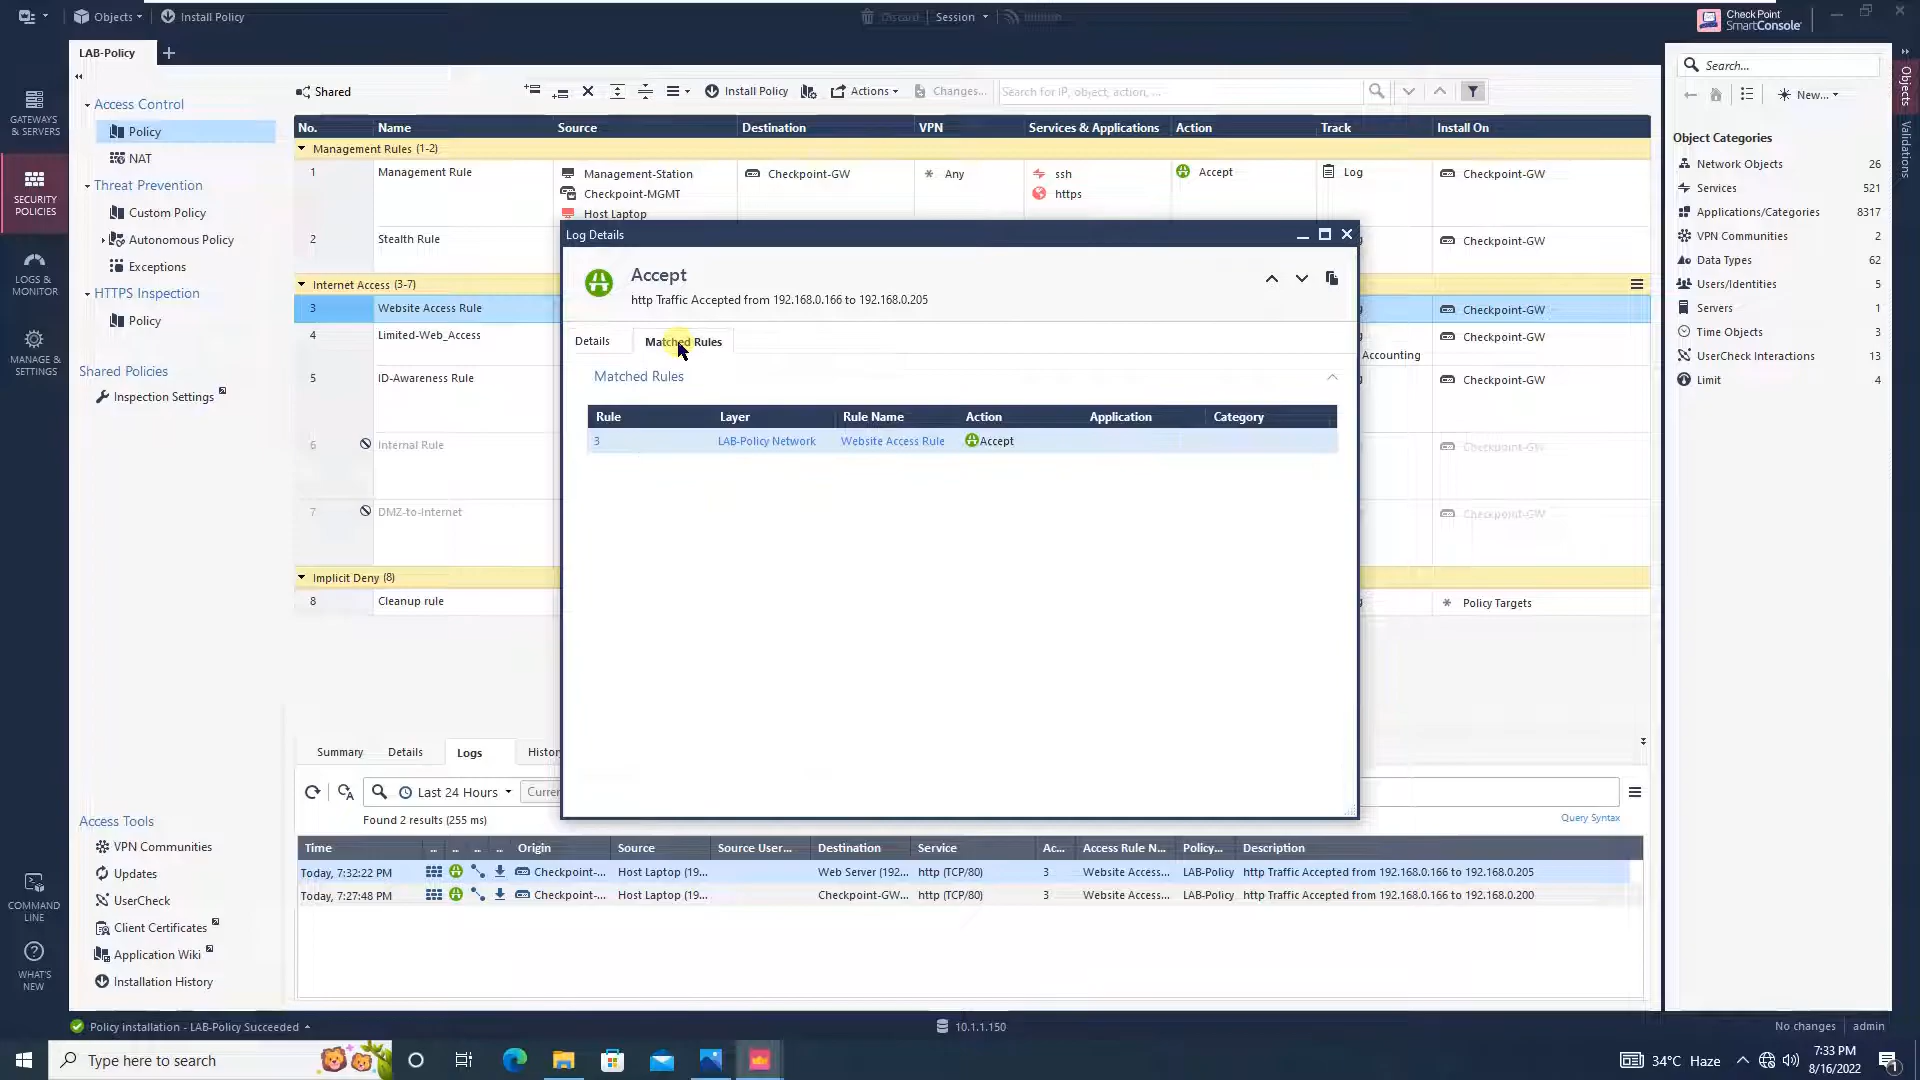 Objects
Install Policy
Discard
Session
Check Point
SmartConsole
LAB-Policy
GATEWAYS
& SERVERS
SECURITY
POLICIES
LOGS &
MONITOR
MANAGE &
SETTINGS
COMMAND
LINE
WHAT'S
NEW
Access Control
Policy
NAT
Threat Prevention
Custom Policy
Autonomous Policy
Exceptions
HTTPS Inspection
Policy
Shared Policies
Inspection Settings
Access Tools
VPN Communities
Updates
UserCheck
Client Certificates
Application Wiki
Installation History
Shared
Install Policy
Actions
Changes...
Search for IP, object, action, ...
No. Name Source Destination VPN Services & Applications Action Track Install On
Management Rules (1-2)
1 Management Rule Management-Station Checkpoint-GW Any ssh Accept Log Checkpoint-GW
Checkpoint-MGMT https
Host Laptop
2 Stealth Rule Checkpoint-GW
Internet Access (3-7)
3 Website Access Rule Checkpoint-GW
4 Limited-Web_Access Checkpoint-GW
Accounting
5 ID-Awareness Rule Checkpoint-GW
6 Internal Rule Checkpoint-GW
7 DMZ-to-Internet Checkpoint-GW
Implicit Deny (8)
8 Cleanup rule Policy Targets
Log Details
Accept
http Traffic Accepted from 192.168.0.166 to 192.168.0.205
Details
Matched Rules
Matched Rules
Rule Layer Rule Name Action Application Category
3 LAB-Policy Network Website Access Rule Accept
Summary Details Logs
Last 24 Hours
Found 2 results (255 ms)
Query Syntax
Time .. .. .. .. Origin Source Source User... Destination Service Ac... Access Rule N... Policy... Description
Today, 7:32:22 PM Checkpoint-... Host Laptop (19... Web Server (192... http (TCP/80) 3 Website Access... LAB-Policy http Traffic Accepted from 192.168.0.166 to 192.168.0.205
Today, 7:27:48 PM Checkpoint-... Host Laptop (19... Checkpoint-GW... http (TCP/80) 3 Website Access... LAB-Policy http Traffic Accepted from 192.168.0.166 to 192.168.0.200
Search...
New...
Object Categories
Network Objects 26
Services 521
Applications/Categories 8317
VPN Communities 2
Data Types 62
Users/Identities 5
Servers 1
Time Objects 3
UserCheck Interactions 13
Limit 4
Objects
Validations
Policy installation - LAB-Policy Succeeded
10.1.1.150
No changes
admin
Type here to search
34°C Haze
7:33 PM
8/16/2022
1